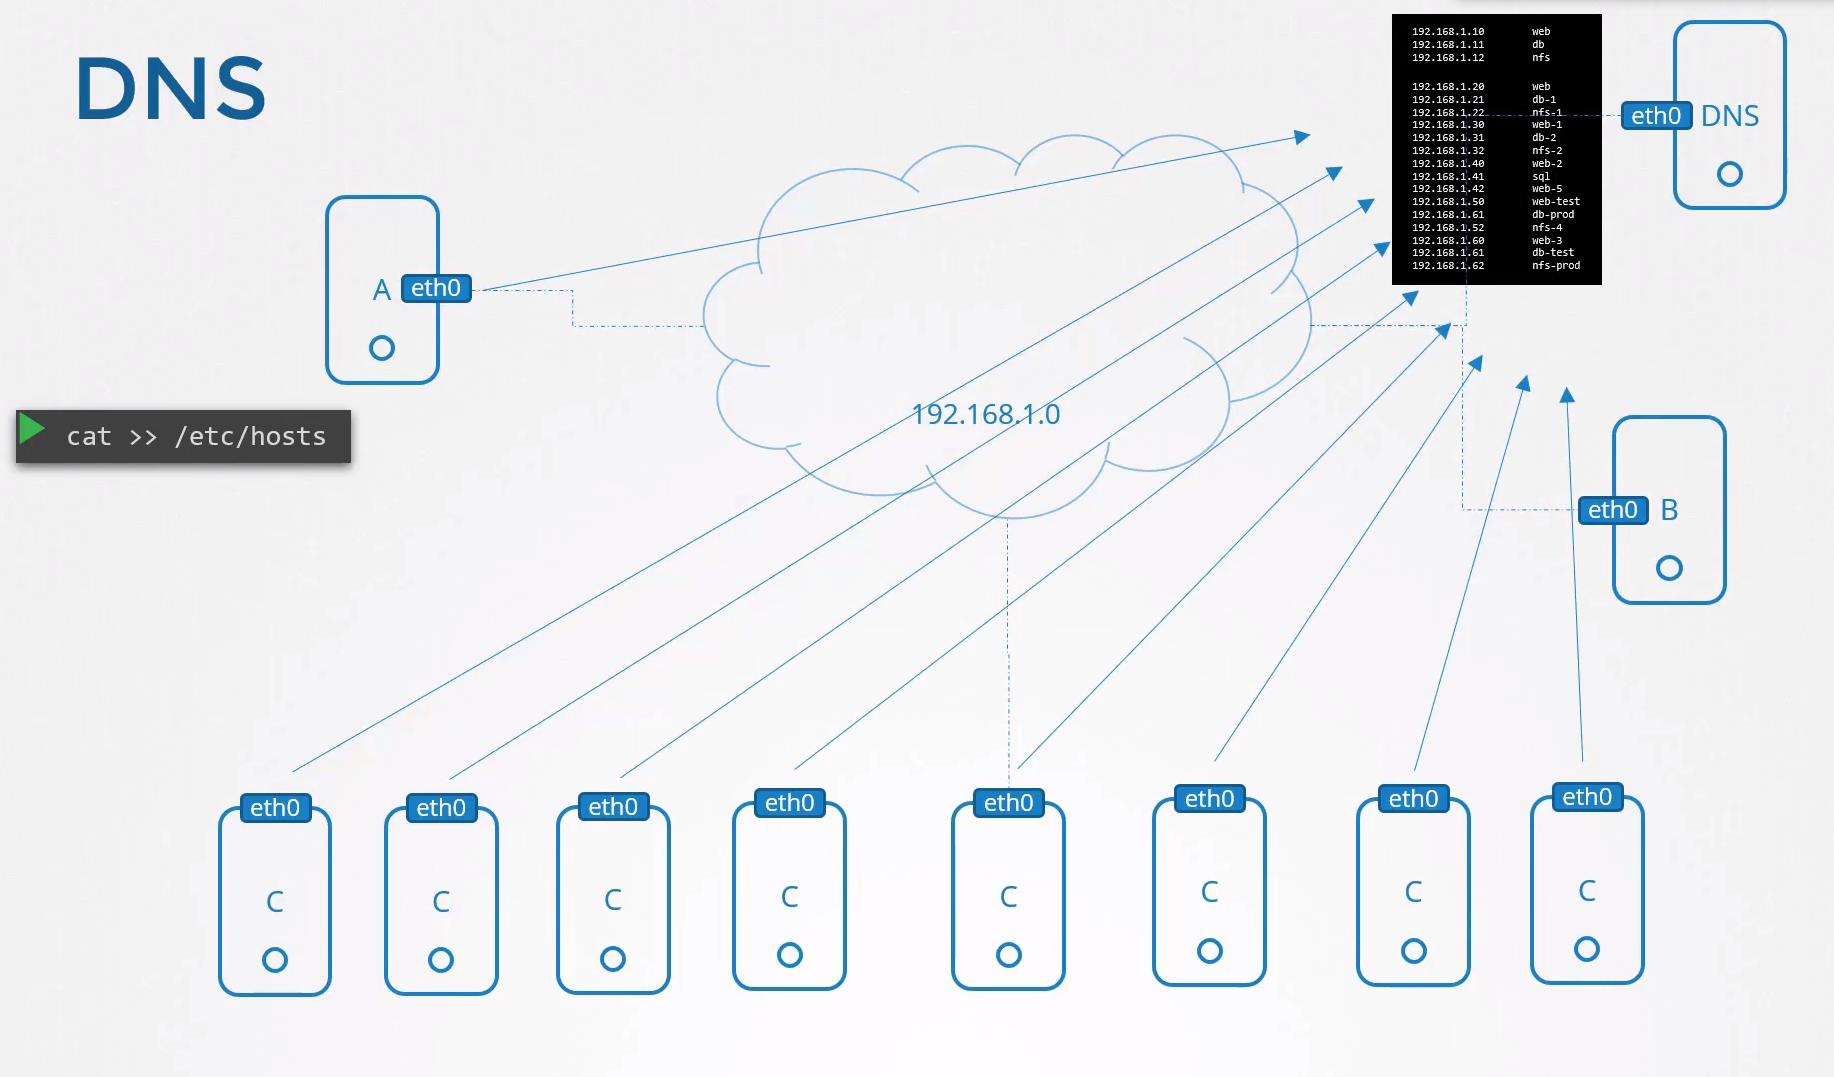 DNS
192.168.1.10 web
192.168.1.11 db
192.168.1.12 nfs
192.168.1.20 web
192.168.1.21 db-1
192.168.1.22 nfs-1
192.168.1.30 web-1
192.168.1.31 db-2
192.168.1.32 nfs-2
192.168.1.40 web-2
192.168.1.41 sql
192.168.1.42 web-5
192.168.1.50 web-test
192.168.1.61 db-prod
192.168.1.52 nfs-4
192.168.1.60 web-3
192.168.1.61 db-test
192.168.1.62 nfs-prod
eth0 DNS
A eth0
192.168.1.0
cat >> /etc/hosts
eth0 B
eth0 eth0 eth0 eth0 eth0 eth0 eth0 eth0
C C C C C C C C